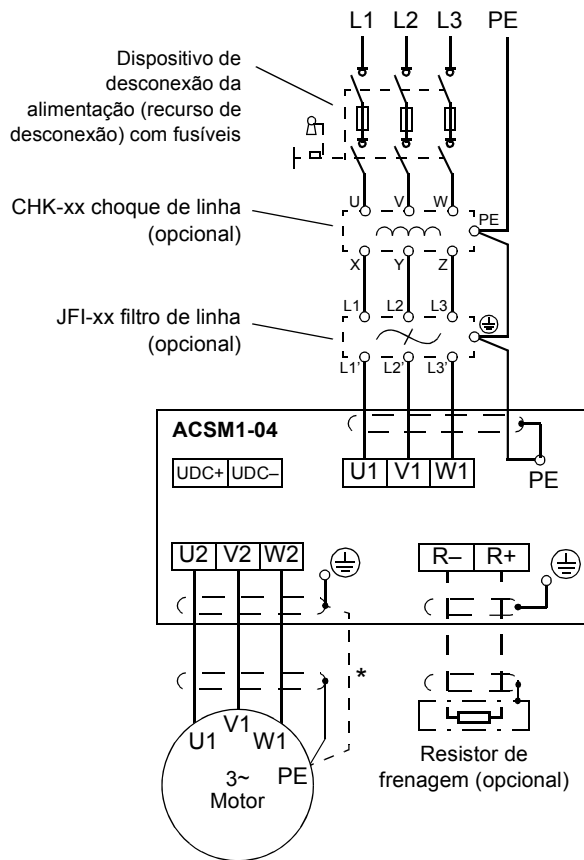 L1 L2 L3 PE
Dispositivo de
desconexão da
alimentação (recurso de
desconexão) com fusíveis
U V W
PE
CHK-xx choque de linha
(opcional)
X Y Z
L1 L2 L3
JFI-xx filtro de linha
(opcional)
L1' L2' L3'
ACSM1-04
UDC+ UDC–
U1 V1 W1
PE
U2 V2 W2
R– R+
*
U1 V1 W1
PE
3~
Motor
Resistor de
frenagem (opcional)